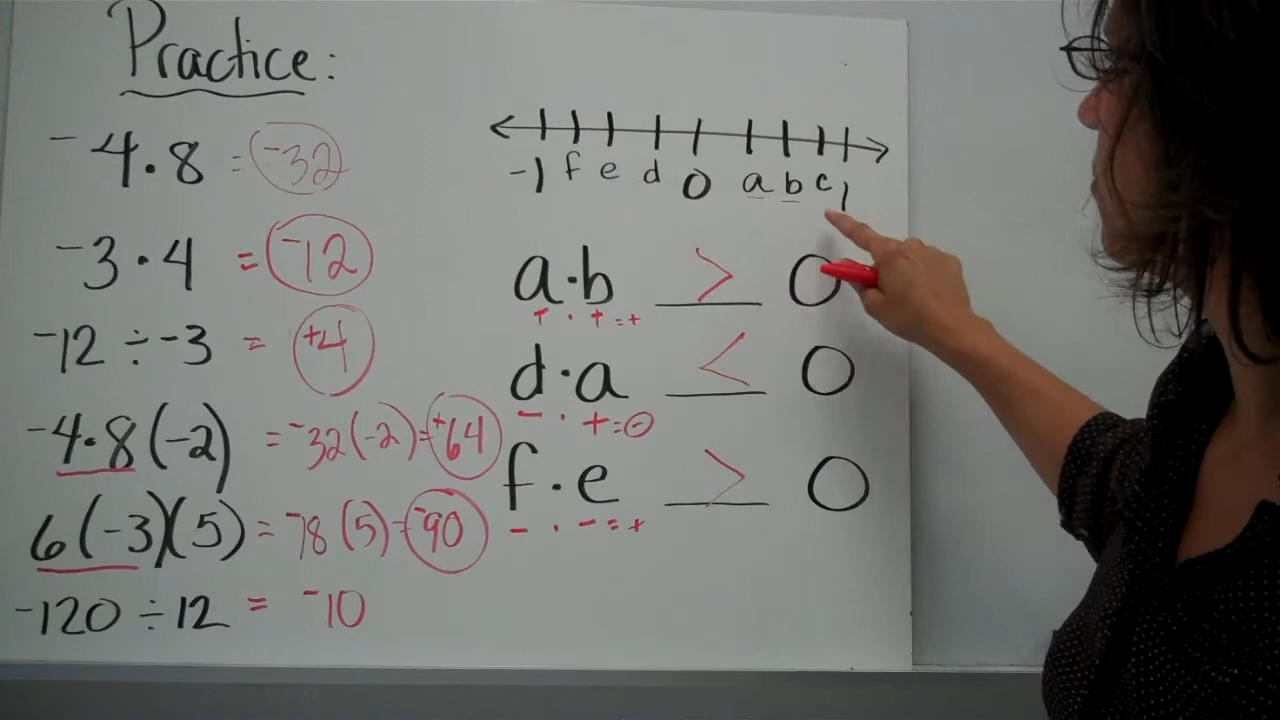 Practice:
-4·8 = -32
-3·4 = -12
-12÷-3 = +4
-4·8(-2) = -32(-2) = +64
6(-3)(5) = -18(5) = -90
-120÷12 = -10
-1 f e d 0 a b c 1
a·b > 0
+ · + = +
d·a < 0
- · + = -
f·e > 0
- · - = +